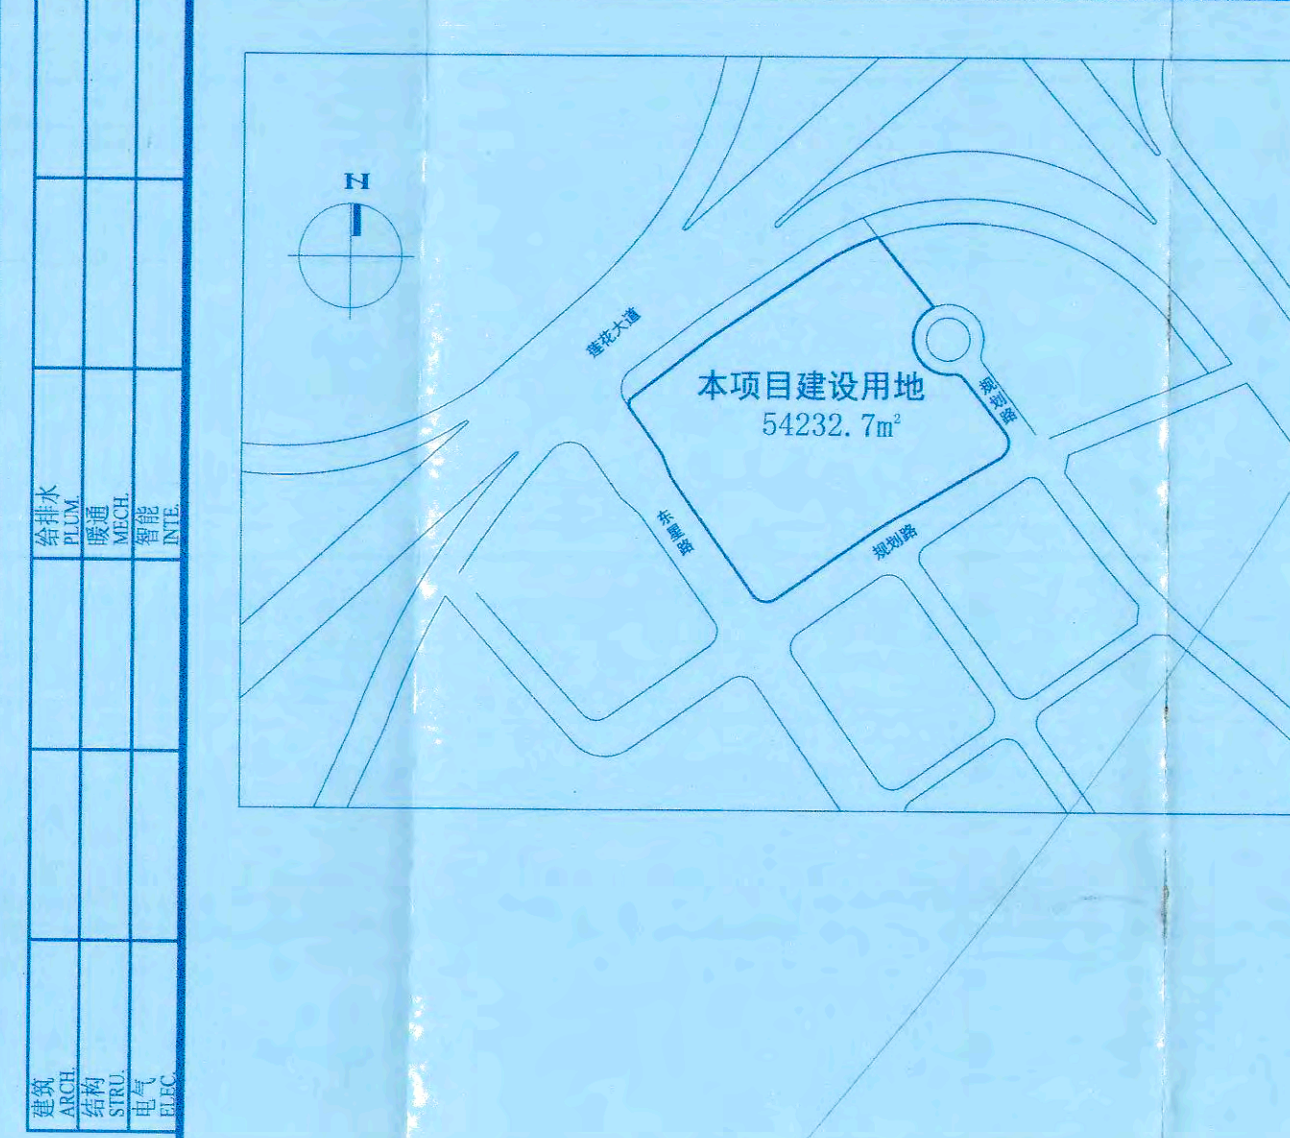 N
莲花大道
本项目建设用地
54232.7m²
规划路
东星路
规划路
给排水
PLUM.
暖通
MECH.
智能
INTE.
建筑
ARCH.
结构
STRU.
电气
ELEC.